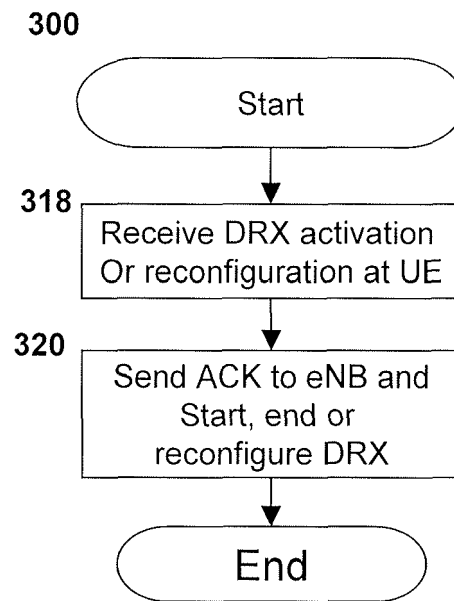 300
Start
318
Receive DRX activation
Or reconfiguration at UE
320
Send ACK to eNB and
Start, end or
reconfigure DRX
End